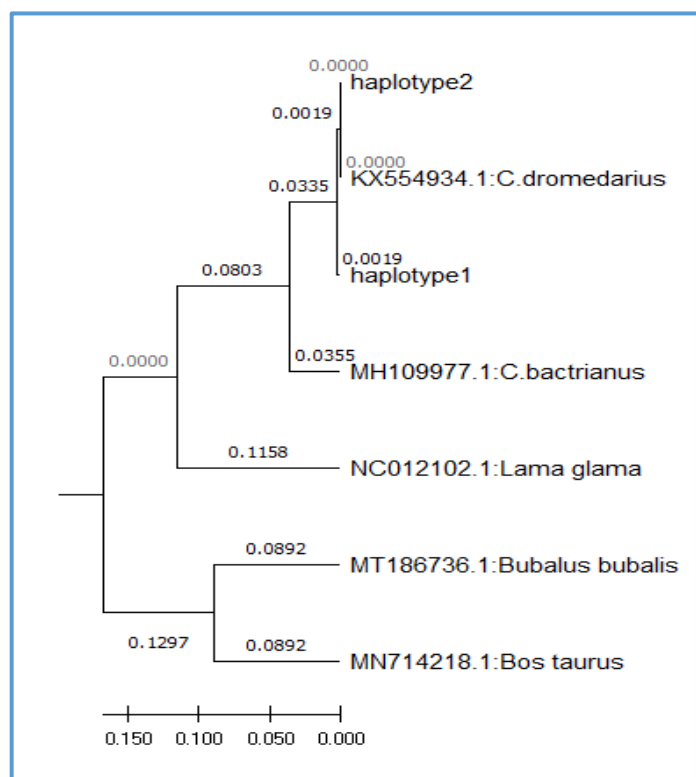 0.0000
haplotype2
0.0019
0.0000
KX554934.1:C.dromedarius
0.0335
0.0019
haplotype1
0.0803
0.0355
MH109977.1:C.bactrianus
0.0000
0.1158
NC012102.1:Lama glama
0.0892
MT186736.1:Bubalus bubalis
0.1297
0.0892
MN714218.1:Bos taurus
0.150 0.100 0.050 0.000